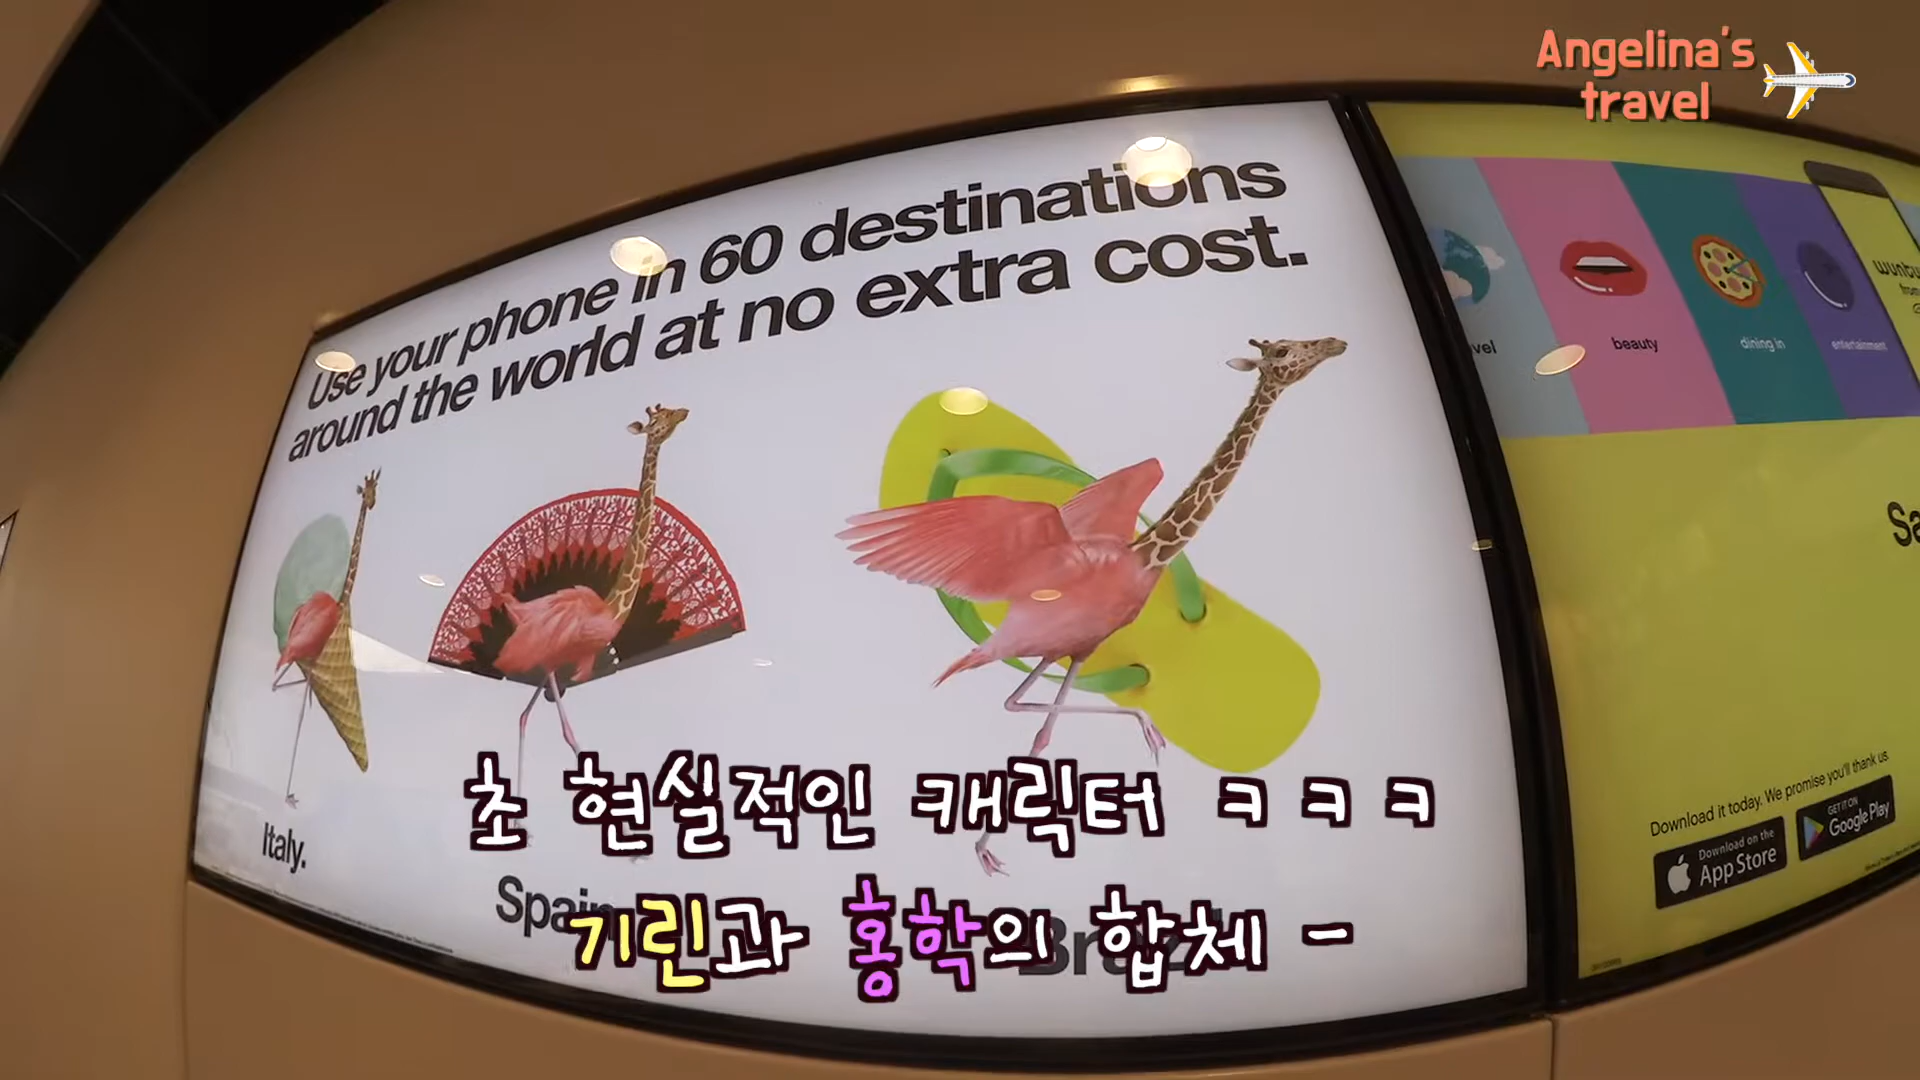 Angelina's
travel
Use your phone in 60 destinations
around the world at no extra cost.
vel
beauty
dining in
entertainment
Italy.
초 현실적인 캐릭터 ㅋ ㅋ ㅋ
기린과 홍학의 합체 -
Download it today. We promise you'll thank us
Download on the
App Store
GET IT ON
Google Play